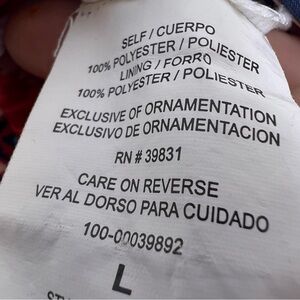 SELF / CUERPO
100% POLYESTER / POLIESTER
LINING / FORRO
100% POLYESTER / POLIESTER
EXCLUSIVE OF ORNAMENTATION
EXCLUSIVO DE ORNAMENTACION
RN # 39831
CARE ON REVERSE
VER AL DORSO PARA CUIDADO
100-00039892
L